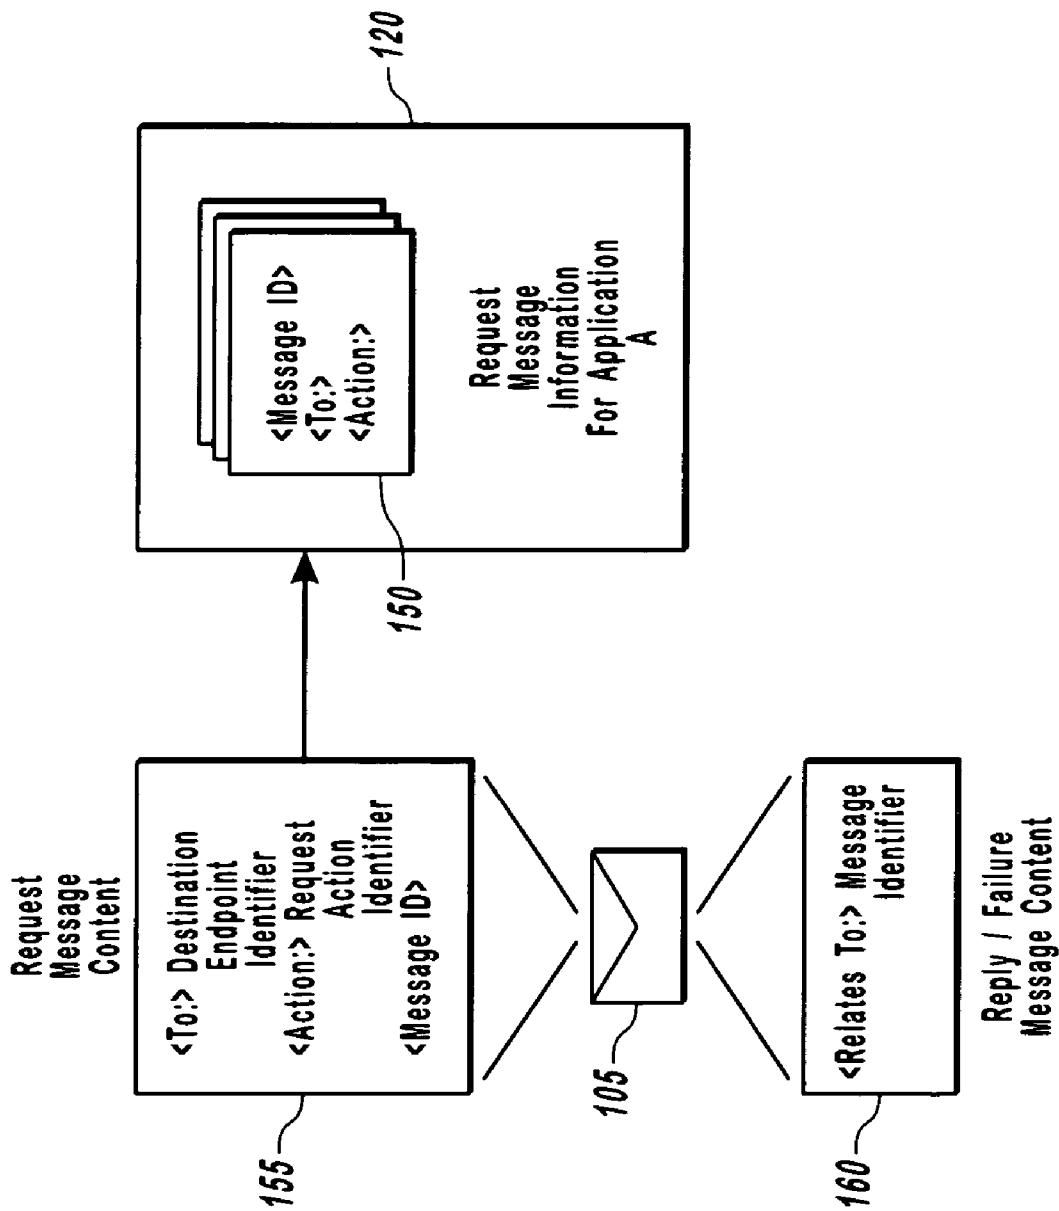 Request
Message
Content
<To:> Destination
Endpoint
Identifier
<Action:> Request
Action
Identifier
<Message ID>
155
105
<Relates To:> Message
Identifier
160
Reply / Failure
Message Content
<Message ID>
<To:>
<Action:>
150
Request
Message
Information
For Application
A
120